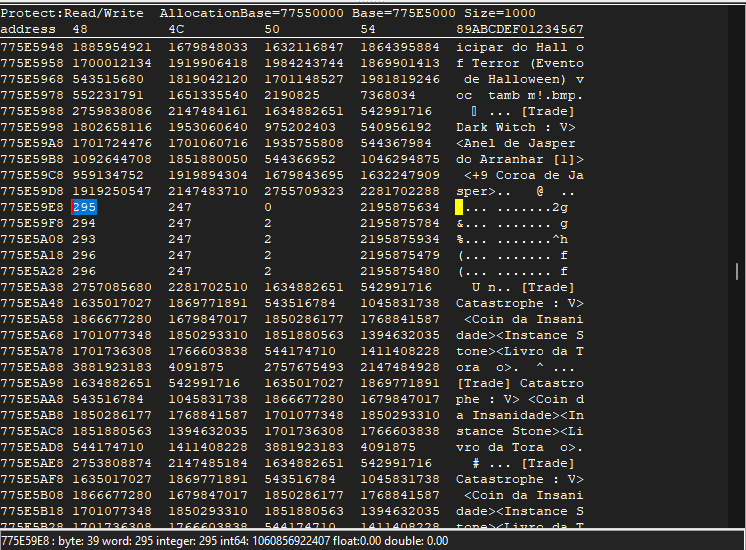 Protect:Read/Write  AllocationBase=77550000 Base=775E5000 Size=1000
address  48           4C           50           54             89ABCDEF01234567
775E5948 1885954921   1679848033   1632116847   1864395884   icipar do Hall o
775E5958 1700012134   1919906418   1984243744   1869901413   f Terror (Evento
775E5968 543515680    1819042120   1701148527   1981819246    de Halloween) v
775E5978 552231791    1651335540   2190825      7368034      voc  tamb m!.bmp.
775E5988 2759838086   2147484161   1634882651   542991716      ▯ ... [Trade]
775E5998 1802658116   1953060640   975202403    540956192    Dark Witch : V>
775E59A8 1701724476   1701060716   1935755808   544367984    <Anel de Jasper
775E59B8 1092644708   1851880050   544366952    1046294875   do Arranhar [1]>
775E59C8 959134752    1919894304   1679843695   1632247909    <+9 Coroa de Ja
775E59D8 1919250547   2147483710   2755709323   2281702288   sper>..   @  ..
775E59E8 295          247          0            2195875634    ... ........2g
775E59F8 294          247          2            2195875784   &... ........ g
775E5A08 293          247          2            2195875934   %... ........^h
775E5A18 296          247          2            2195875479   (... ........ f
775E5A28 296          247          2            2195875480   (... ........ f
775E5A38 2757085680   2281702510   1634882651   542991716      U n.. [Trade]
775E5A48 1635017027   1869771891   543516784    1045831738   Catastrophe : V>
775E5A58 1866677280   1679847017   1850286177   1768841587    <Coin da Insani
775E5A68 1701077348   1850293310   1851880563   1394632035   dade><Instance S
775E5A78 1701736308   1766603838   544174710    1411408228   tone><Livro da T
775E5A88 3881923183   4091875      2757675493   2147484928   ora  o>.  ^ ...
775E5A98 1634882651   542991716    1635017027   1869771891   [Trade] Catastro
775E5AA8 543516784    1045831738   1866677280   1679847017   phe : V> <Coin d
775E5AB8 1850286177   1768841587   1701077348   1850293310   a Insanidade><In
775E5AC8 1851880563   1394632035   1701736308   1766603838   stance Stone><Li
775E5AD8 544174710    1411408228   3881923183   4091875      vro da Tora  o>.
775E5AE8 2753808874   2147485184   1634882651   542991716      # ... [Trade]
775E5AF8 1635017027   1869771891   543516784    1045831738   Catastrophe : V>
775E5B08 1866677280   1679847017   1850286177   1768841587    <Coin da Insani
775E5B18 1701077348   1850293310   1851880563   1394632035   dade><Instance S
775E5B28 1701736308   1766603838   544174710    1411408228   tone><Livro da T
775E59E8 : byte: 39 word: 295 integer: 295 int64: 1060856922407 float:0.00 double: 0.00